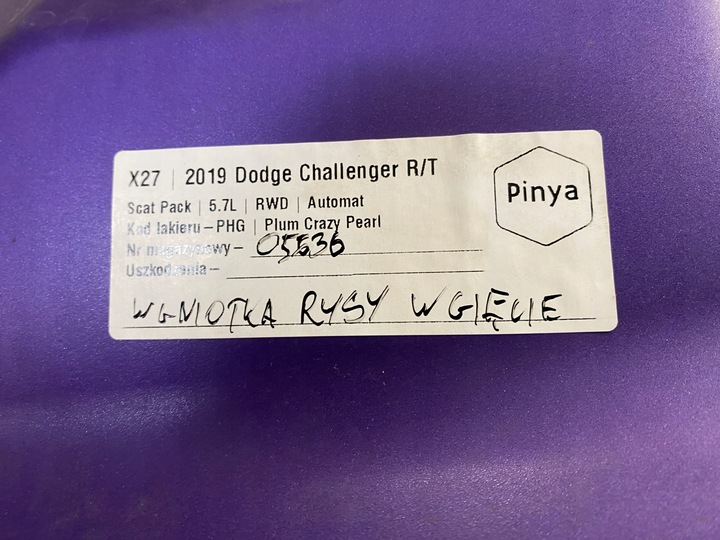 X27 | 2019 Dodge Challenger R/T
Pinya
Scat Pack | 5.7L | RWD | Automat
Kod lakieru – PHG | Plum Crazy Pearl
Nr magazynowy – 05536
Uszkodzenia –
WGNIOTKA RYSY WGIĘCIE